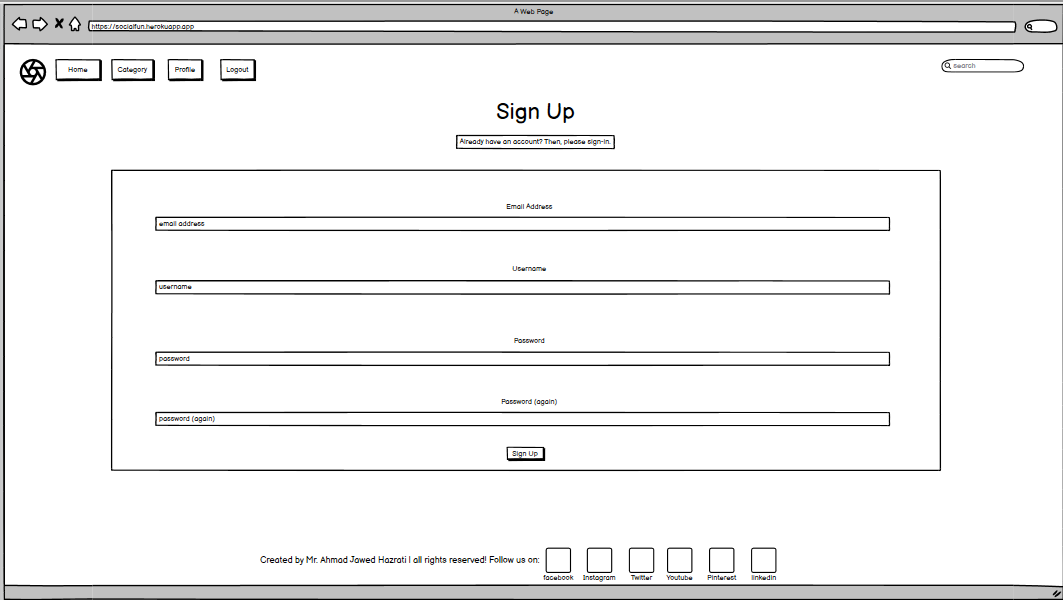 A Web Page
https://socialfun.herokuapp.app
Home Category Profile Logout search
Sign Up
Already have an account? Then, please sign-in.
Email Address
email address
Username
username
Password
password
Password (again)
password (again)
Sign Up
Created by Mr. Ahmad Jawed Hazrati | all rights reserved! Follow us on:
facebook Instagram Twitter Youtube Pinterest linkedin